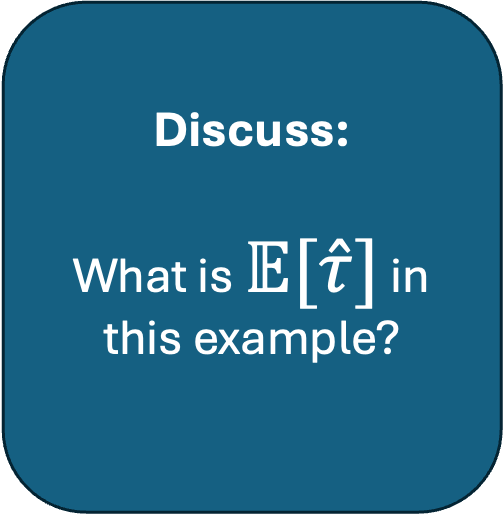 Discuss:
What is 𝔼[τ̂] in
this example?